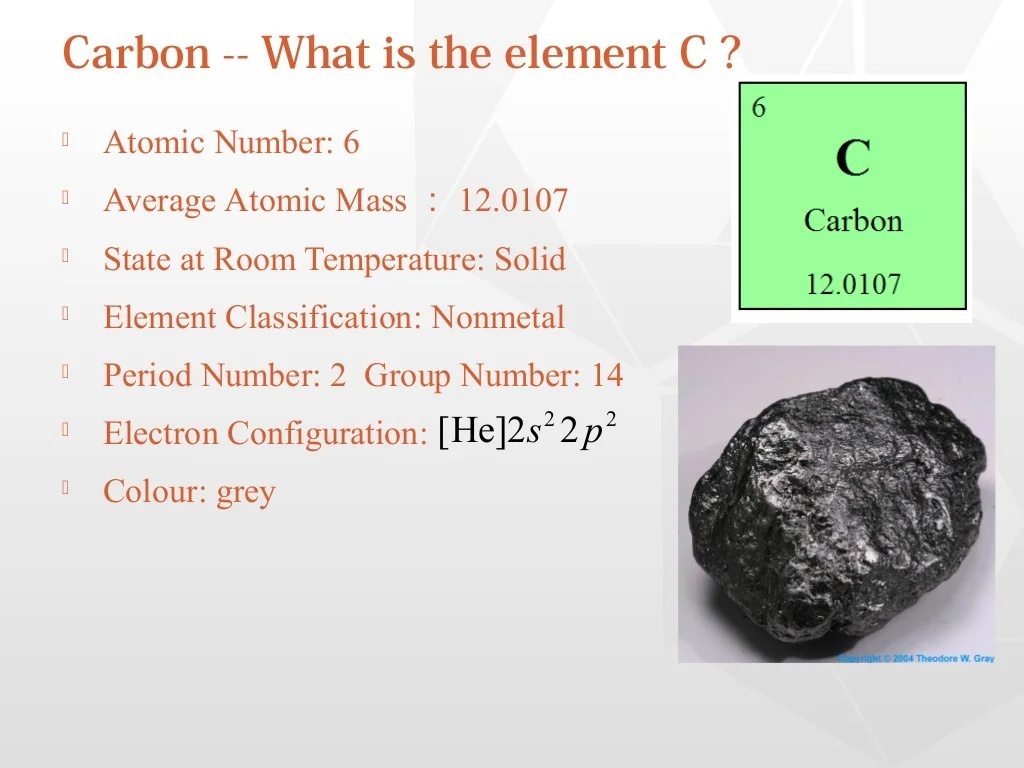 Carbon -- What is the element C ?
6
C
Carbon
12.0107
Atomic Number: 6
Average Atomic Mass ： 12.0107
State at Room Temperature: Solid
Element Classification: Nonmetal
Period Number: 2  Group Number: 14
Electron Configuration: [He]2s² 2p²
Colour: grey
Copyright © 2004 Theodore W. Gray